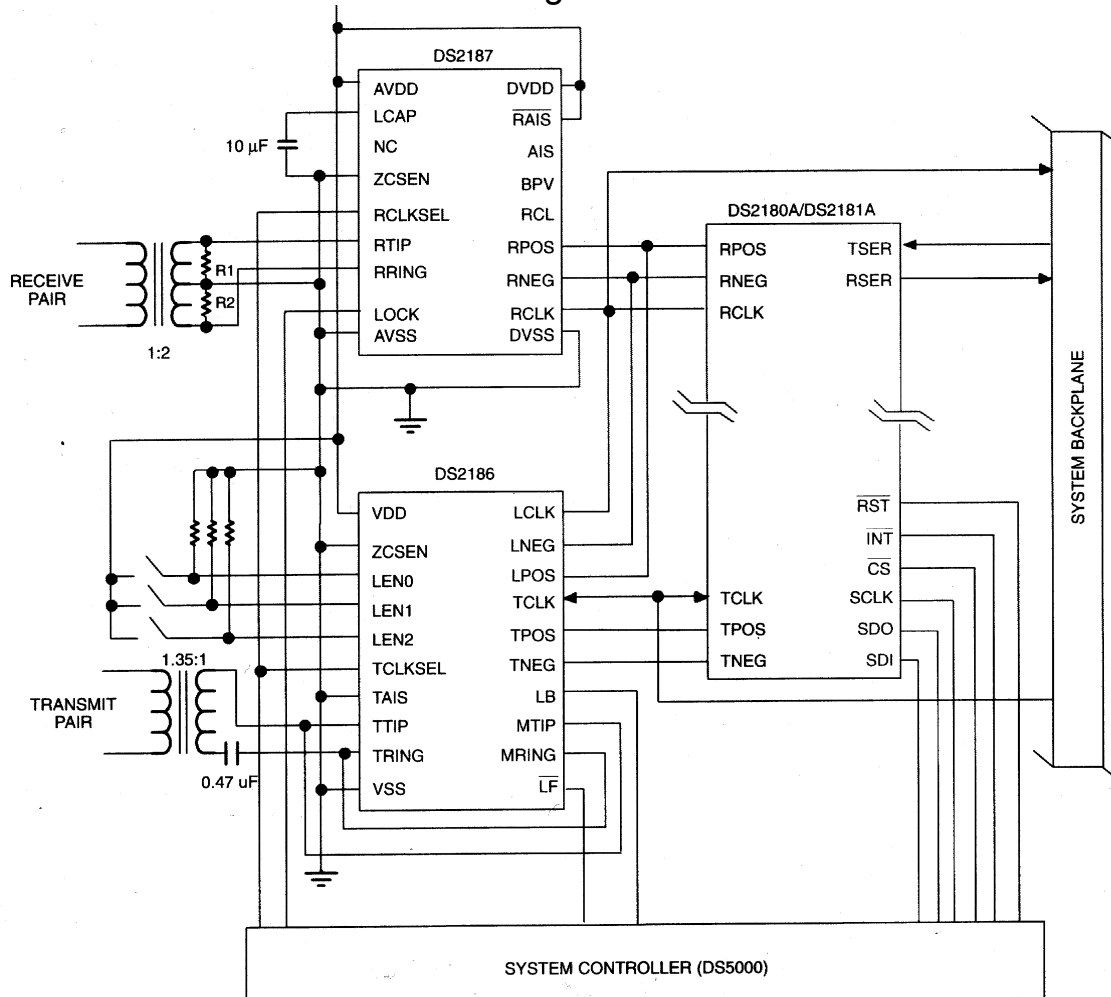 DS2187
AVDD
LCAP
NC
ZCSEN
RCLKSEL
RTIP
RRING
LOCK
AVSS
DVDD
RAIS
AIS
BPV
RCL
RPOS
RNEG
RCLK
DVSS
10 µF
RECEIVE
PAIR
1:2
R1
R2
DS2180A/DS2181A
RPOS
RNEG
RCLK
TSER
RSER
RST
INT
CS
SCLK
SDO
SDI
TCLK
TPOS
TNEG
SYSTEM BACKPLANE
DS2186
VDD
ZCSEN
LEN0
LEN1
LEN2
TCLKSEL
TAIS
TTIP
TRING
VSS
LCLK
LNEG
LPOS
TCLK
TPOS
TNEG
LB
MTIP
MRING
LF
1.35:1
TRANSMIT
PAIR
0.47 uF
SYSTEM CONTROLLER (DS5000)